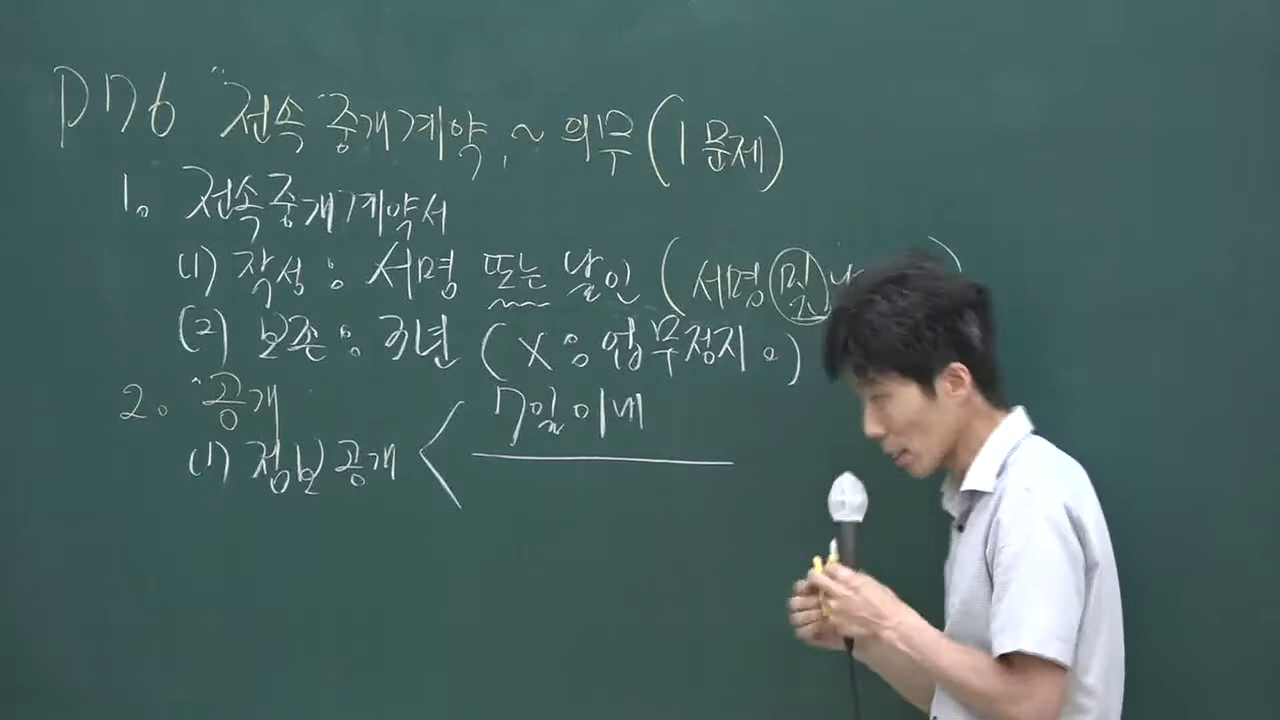 P176 "전속중개계약, ~ 의무 (1문제)
1. 전속중개계약서
(1) 작성 : 서명 또는 날인 (서명 및 )
(2) 보존 : 3년 (X : 업무정지 o)
2. 공개
(1) 정보공개 < 7일 이내